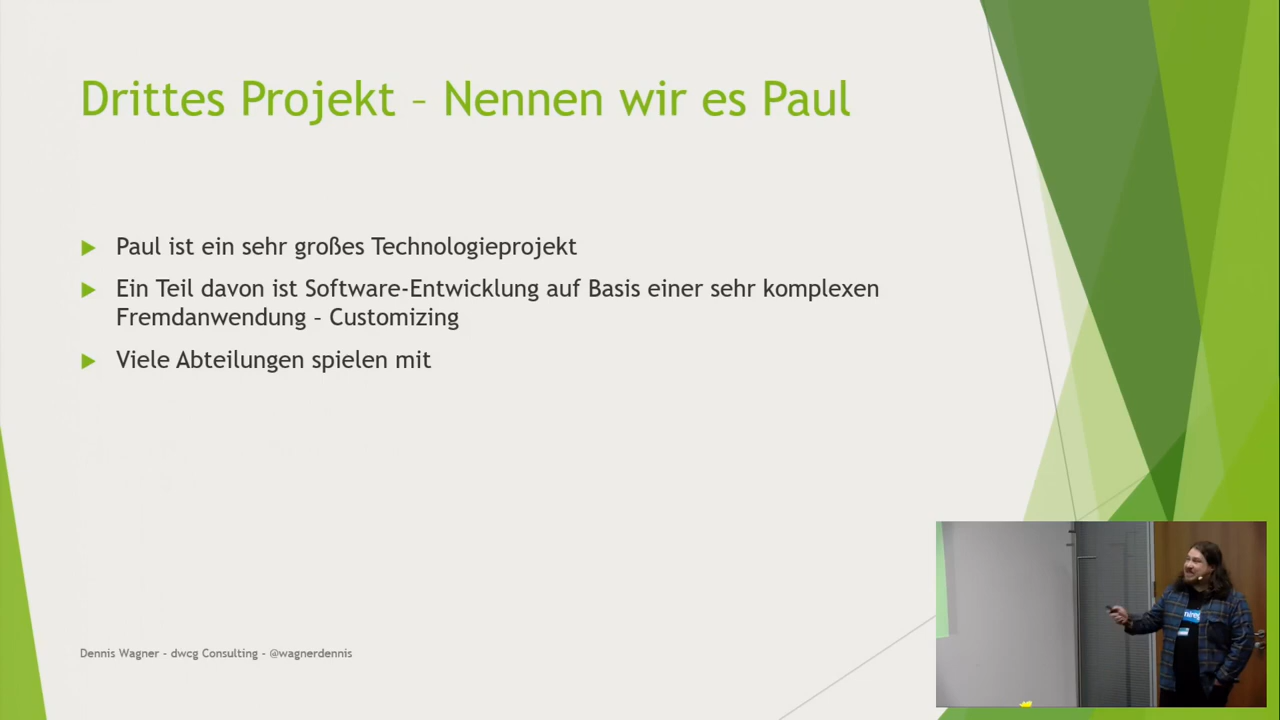 Drittes Projekt – Nennen wir es Paul
Paul ist ein sehr großes Technologieprojekt
Ein Teil davon ist Software-Entwicklung auf Basis einer sehr komplexen
Fremdanwendung – Customizing
Viele Abteilungen spielen mit
Dennis Wagner - dwcg Consulting - @wagnerdennis